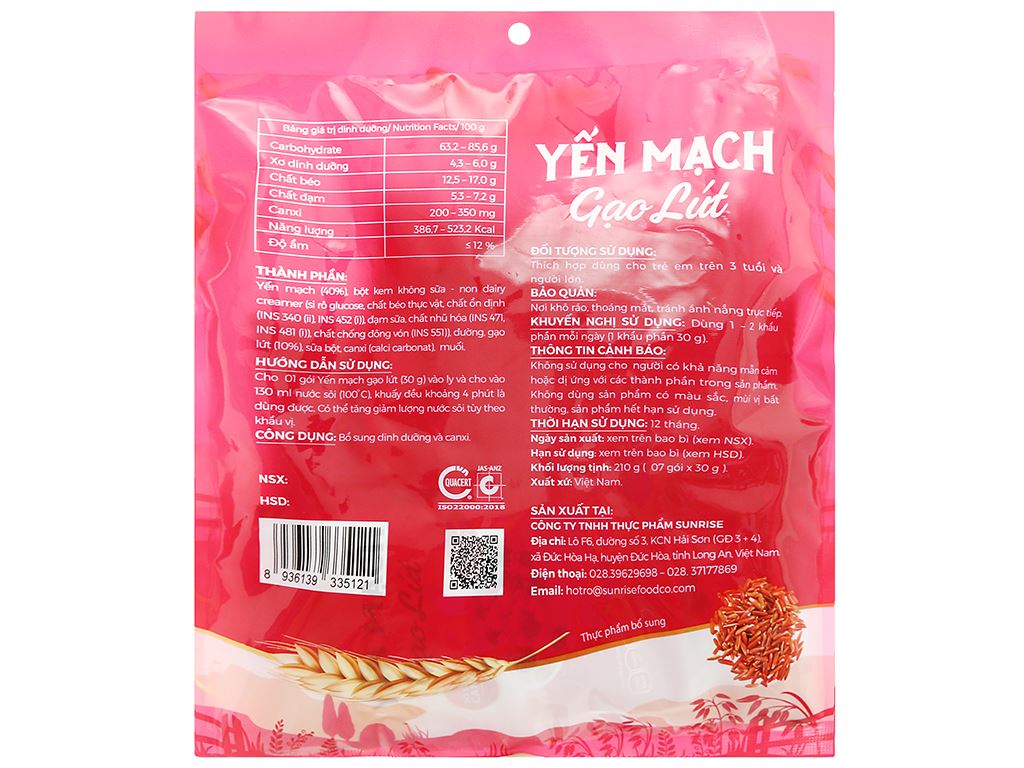 Bảng giá trị dinh dưỡng/ Nutrition Facts/ 100 g
Carbohydrate 63,2 – 85,6 g
Xơ dinh dưỡng 4,3 – 6,0 g
Chất béo 12,5 – 17,0 g
Chất đạm 5,3 – 7,2 g
Canxi 200 – 350 mg
Năng lượng 386,7 – 523,2 Kcal
Độ ẩm ≤ 12 %
THÀNH PHẦN:
Yến mạch (40%), bột kem không sữa - non dairy
creamer (si rô glucose, chất béo thực vật, chất ổn định
(INS 340 (ii), INS 452 (i)), đạm sữa, chất nhũ hóa (INS 471,
INS 481 (i)), chất chống đông vón (INS 551)), đường, gạo
lứt (10%), sữa bột, canxi (calci carbonat), muối.
HƯỚNG DẪN SỬ DỤNG:
Cho 01 gói Yến mạch gạo lứt (30 g) vào ly và cho vào
130 ml nước sôi (100°C), khuấy đều khoảng 4 phút là
dùng được. Có thể tăng giảm lượng nước sôi tùy theo
khẩu vị.
CÔNG DỤNG: Bổ sung dinh dưỡng và canxi.
NSX:
HSD:
QUACERT
JAS-ANZ
ISO22000:2018
8 936139 335121
YẾN MẠCH
Gạo Lứt
ĐỐI TƯỢNG SỬ DỤNG:
Thích hợp dùng cho trẻ em trên 3 tuổi và
người lớn.
BẢO QUẢN:
Nơi khô ráo, thoáng mát, tránh ánh nắng trực tiếp.
KHUYẾN NGHỊ SỬ DỤNG: Dùng 1 – 2 khẩu
phần mỗi ngày (1 khẩu phần 30 g).
THÔNG TIN CẢNH BÁO:
Không sử dụng cho người có khả năng mẫn cảm
hoặc dị ứng với các thành phần trong sản phẩm.
Không dùng sản phẩm có màu sắc, mùi vị bất
thường, sản phẩm hết hạn sử dụng.
THỜI HẠN SỬ DỤNG: 12 tháng.
Ngày sản xuất: xem trên bao bì (xem NSX).
Hạn sử dụng: xem trên bao bì (xem HSD).
Khối lượng tịnh: 210 g ( 07 gói x 30 g ).
Xuất xứ: Việt Nam.
SẢN XUẤT TẠI:
CÔNG TY TNHH THỰC PHẨM SUNRISE
Địa chỉ: Lô F6, đường số 3, KCN Hải Sơn (GĐ 3 + 4).
xã Đức Hòa Hạ, huyện Đức Hòa, tỉnh Long An, Việt Nam.
Điện thoại: 028.39629698 – 028. 37177869
Email: hotro@sunrisefoodco.com
Thực phẩm bổ sung